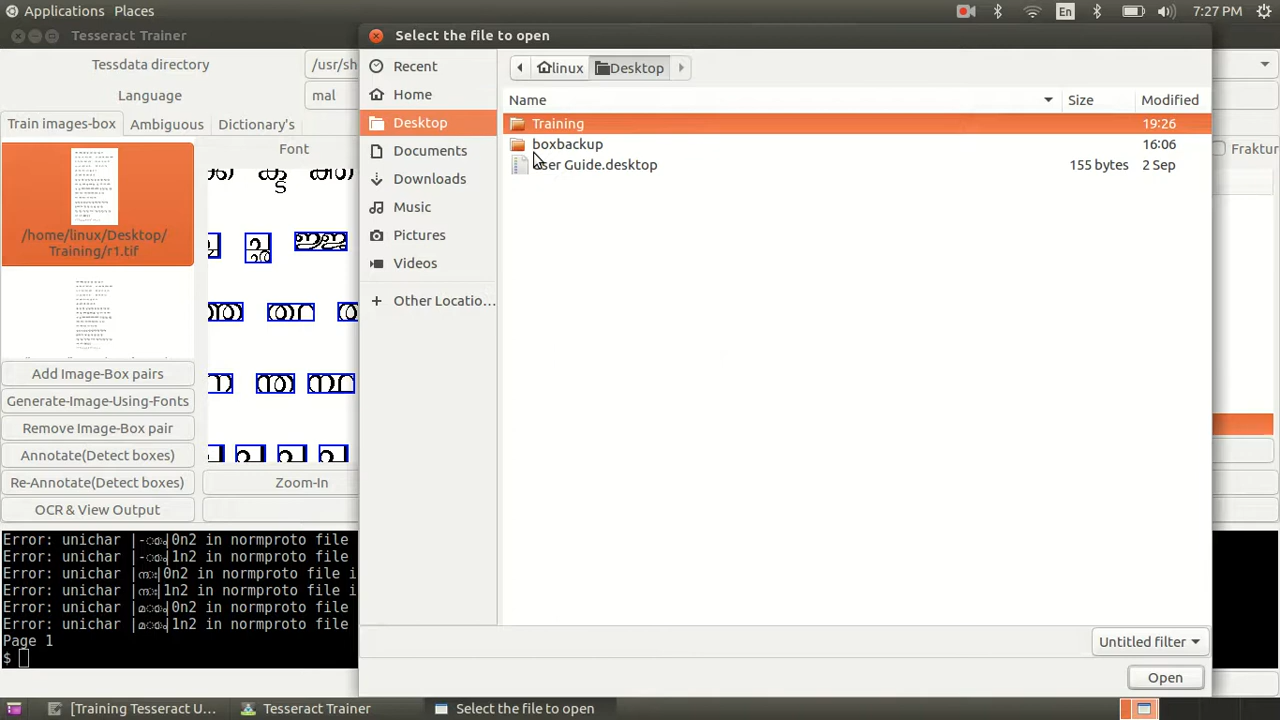 Applications Places En 7:27 PM
Tesseract Trainer
Select the file to open
Tessdata directory /usr/sh
Language mal
Train images-box Ambiguous Dictionary's
Font
Fraktur
/home/linux/Desktop/
Training/r1.tif
Add Image-Box pairs
Generate-Image-Using-Fonts
Remove Image-Box pair
Annotate(Detect boxes)
Re-Annotate(Detect boxes) Zoom-In
OCR & View Output
Recent
Home
Desktop
Documents
Downloads
Music
Pictures
Videos
Other Locatio...
linux Desktop
Name Size Modified
Training 19:26
boxbackup 16:06
User Guide.desktop 155 bytes 2 Sep
Untitled filter
Open
Error: unichar |-ഢം|0n2 in normproto file
Error: unichar 1n2 in normproto file
Error: unichar 0n2 in normproto file i
Error: unichar 1n2 in normproto file i
Error: unichar 0n2 in normproto file
Error: unichar 1n2 in normproto file
Page 1
$
[Training Tesseract U... Tesseract Trainer Select the file to open